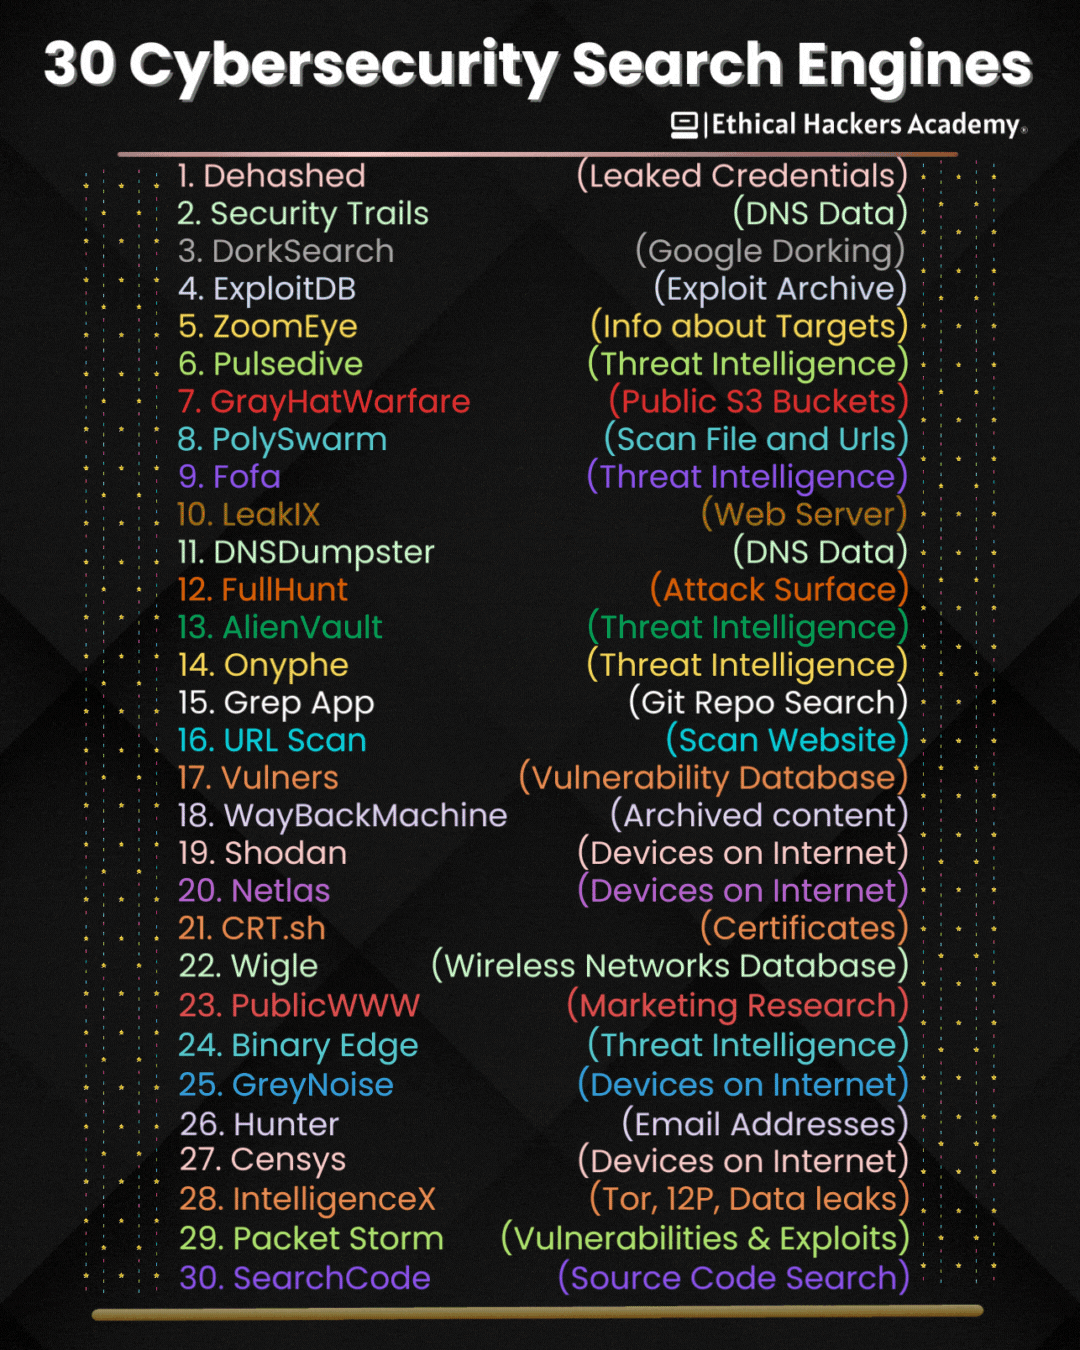 30 Cybersecurity Search Engines
|Ethical Hackers Academy®
1. Dehashed (Leaked Credentials)
2. Security Trails (DNS Data)
3. DorkSearch (Google Dorking)
4. ExploitDB (Exploit Archive)
5. ZoomEye (Info about Targets)
6. Pulsedive (Threat Intelligence)
7. GrayHatWarfare (Public S3 Buckets)
8. PolySwarm (Scan File and Urls)
9. Fofa (Threat Intelligence)
10. LeakIX (Web Server)
11. DNSDumpster (DNS Data)
12. FullHunt (Attack Surface)
13. AlienVault (Threat Intelligence)
14. Onyphe (Threat Intelligence)
15. Grep App (Git Repo Search)
16. URL Scan (Scan Website)
17. Vulners (Vulnerability Database)
18. WayBackMachine (Archived content)
19. Shodan (Devices on Internet)
20. Netlas (Devices on Internet)
21. CRT.sh (Certificates)
22. Wigle (Wireless Networks Database)
23. PublicWWW (Marketing Research)
24. Binary Edge (Threat Intelligence)
25. GreyNoise (Devices on Internet)
26. Hunter (Email Addresses)
27. Censys (Devices on Internet)
28. IntelligenceX (Tor, 12P, Data leaks)
29. Packet Storm (Vulnerabilities & Exploits)
30. SearchCode (Source Code Search)